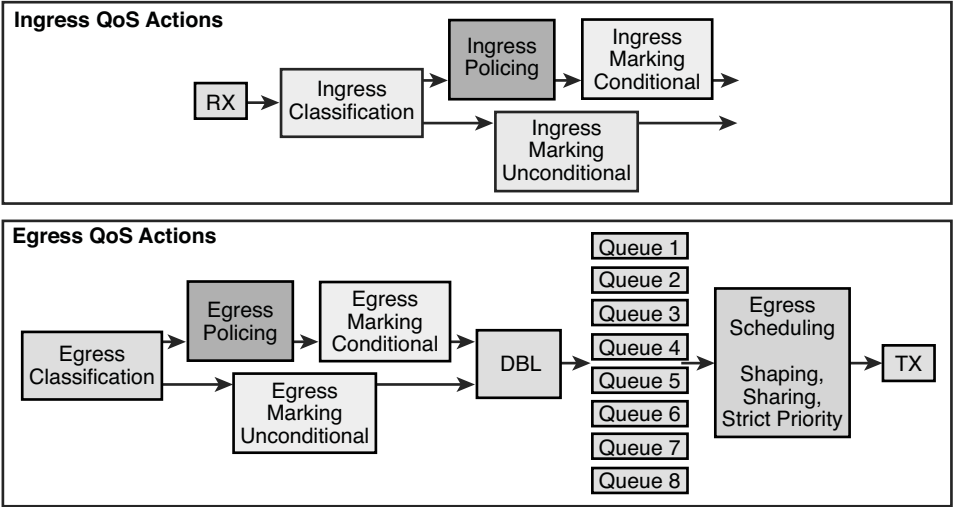 Ingress QoS Actions
RX
Ingress
Classification
Ingress
Policing
Ingress
Marking
Conditional
Ingress
Marking
Unconditional
Egress QoS Actions
Egress
Classification
Egress
Policing
Egress
Marking
Conditional
Egress
Marking
Unconditional
DBL
Queue 1
Queue 2
Queue 3
Queue 4
Queue 5
Queue 6
Queue 7
Queue 8
Egress
Scheduling
Shaping,
Sharing,
Strict Priority
TX